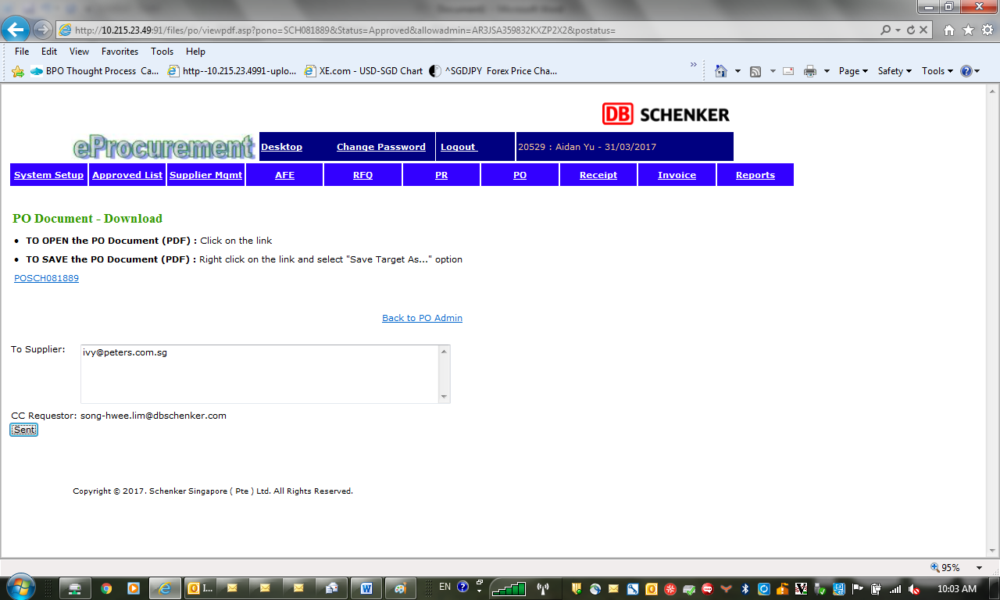 http://10.215.23.49:91/files/po/viewpdf.asp?pono=SCH081889&Status=Approved&allowadmin=AR3JSA359832KXZP2X2&postatus=
File Edit View Favorites Tools Help
BPO Thought Process Ca... http--10.215.23.4991-uplo... XE.com - USD-SGD Chart ^SGDJPY Forex Price Cha...
Page Safety Tools
DB SCHENKER
eProcurement Desktop Change Password Logout 20529 : Aidan Yu - 31/03/2017
System Setup Approved List Supplier Mgmt AFE RFQ PR PO Receipt Invoice Reports
PO Document - Download
• TO OPEN the PO Document (PDF) : Click on the link
• TO SAVE the PO Document (PDF) : Right click on the link and select "Save Target As..." option
POSCH081889
Back to PO Admin
To Supplier: ivy@peters.com.sg
CC Requestor: song-hwee.lim@dbschenker.com
Sent
Copyright © 2017. Schenker Singapore ( Pte ) Ltd. All Rights Reserved.
95%
I... EN 10:03 AM